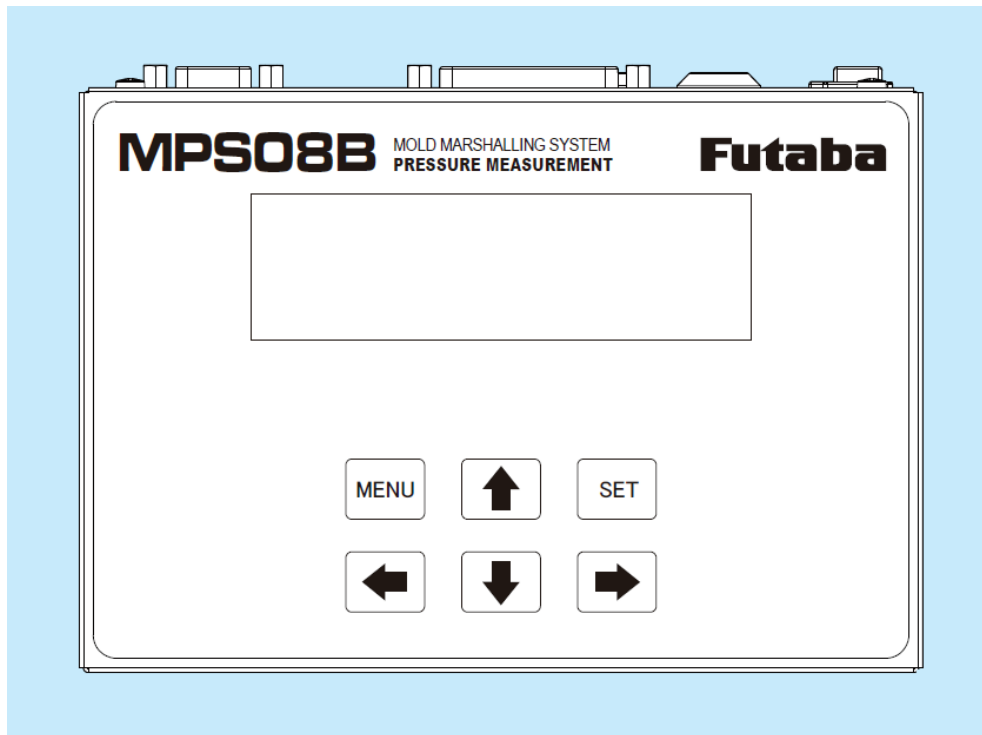 MPS08B MOLD MARSHALLING SYSTEM Futaba
PRESSURE MEASUREMENT
MENU SET